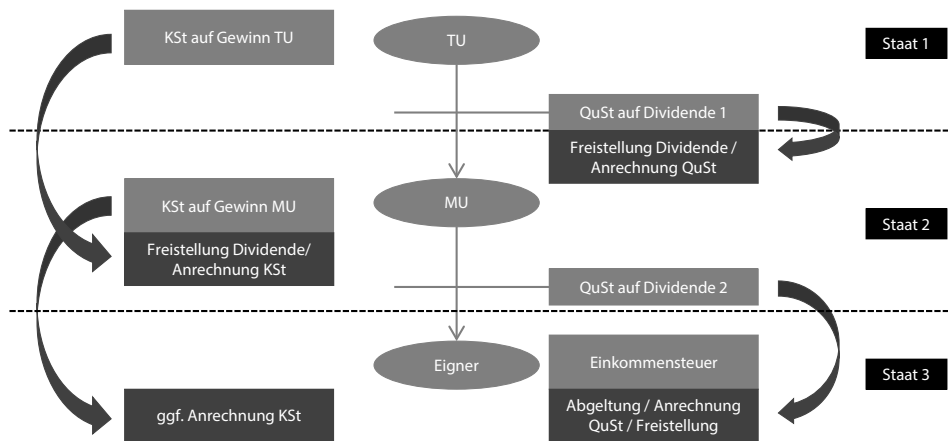 KSt auf Gewinn TU
TU
Staat 1
QuSt auf Dividende 1
Freistellung Dividende /
Anrechnung QuSt
KSt auf Gewinn MU
MU
Staat 2
Freistellung Dividende/
Anrechnung KSt
QuSt auf Dividende 2
Eigner
Einkommensteuer
Staat 3
ggf. Anrechnung KSt
Abgeltung / Anrechnung
QuSt / Freistellung